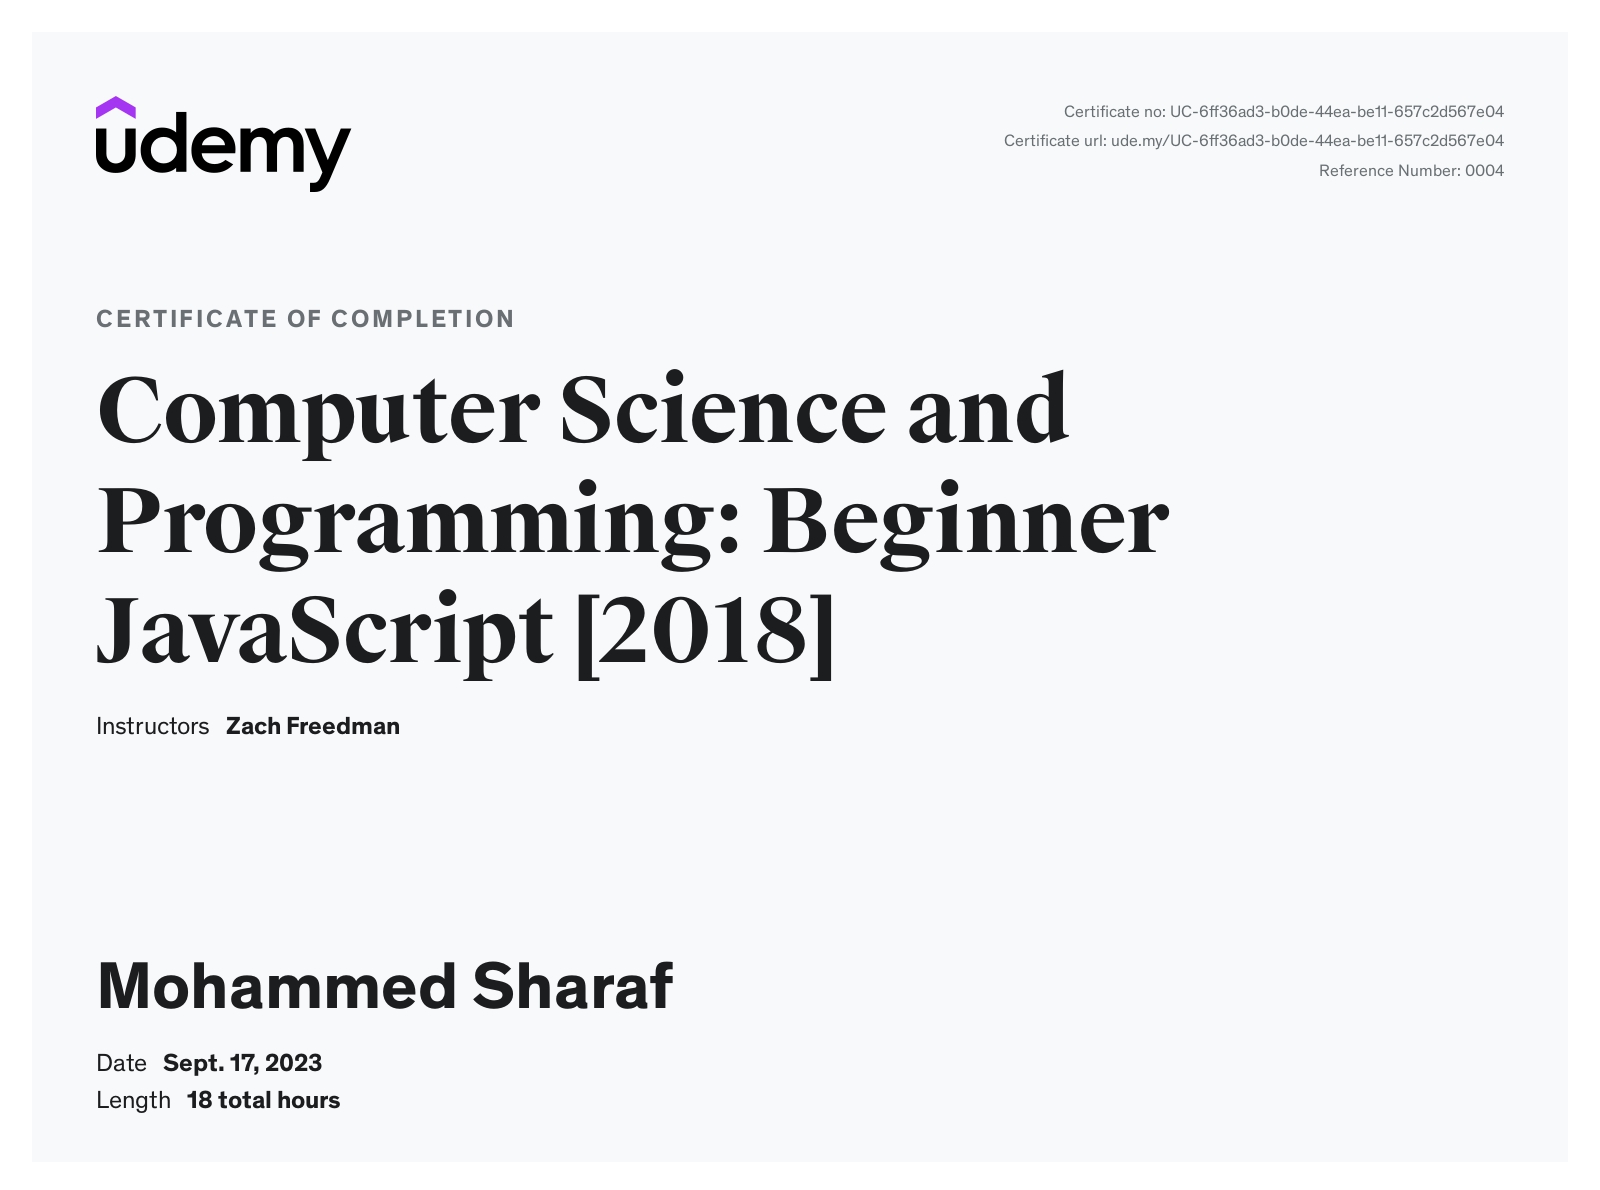 udemy
Certificate no: UC-6ff36ad3-b0de-44ea-be11-657c2d567e04
Certificate url: ude.my/UC-6ff36ad3-b0de-44ea-be11-657c2d567e04
Reference Number: 0004
CERTIFICATE OF COMPLETION
Computer Science and
Programming: Beginner
JavaScript [2018]
Instructors Zach Freedman
Mohammed Sharaf
Date Sept. 17, 2023
Length 18 total hours